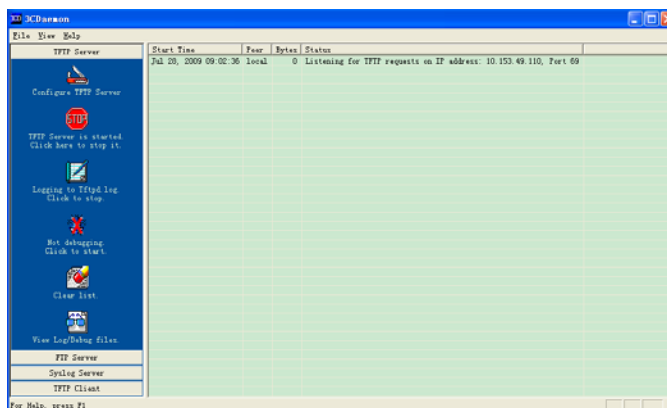 3CD 3CDaemon
File View Help
TFTP Server
Start Time Peer Bytes Status
Jul 28, 2009 09:02:36 local 0 Listening for TFTP requests on IP address: 10.153.49.110, Port 69
Configure TFTP Server
STOP
TFTP Server is started.
Click here to stop it.
Logging to Tftpd.log.
Click to stop.
Not debugging.
Click to start.
Clear list.
View Log/Debug files.
FTP Server
Syslog Server
TFTP Client
For Help, press F1